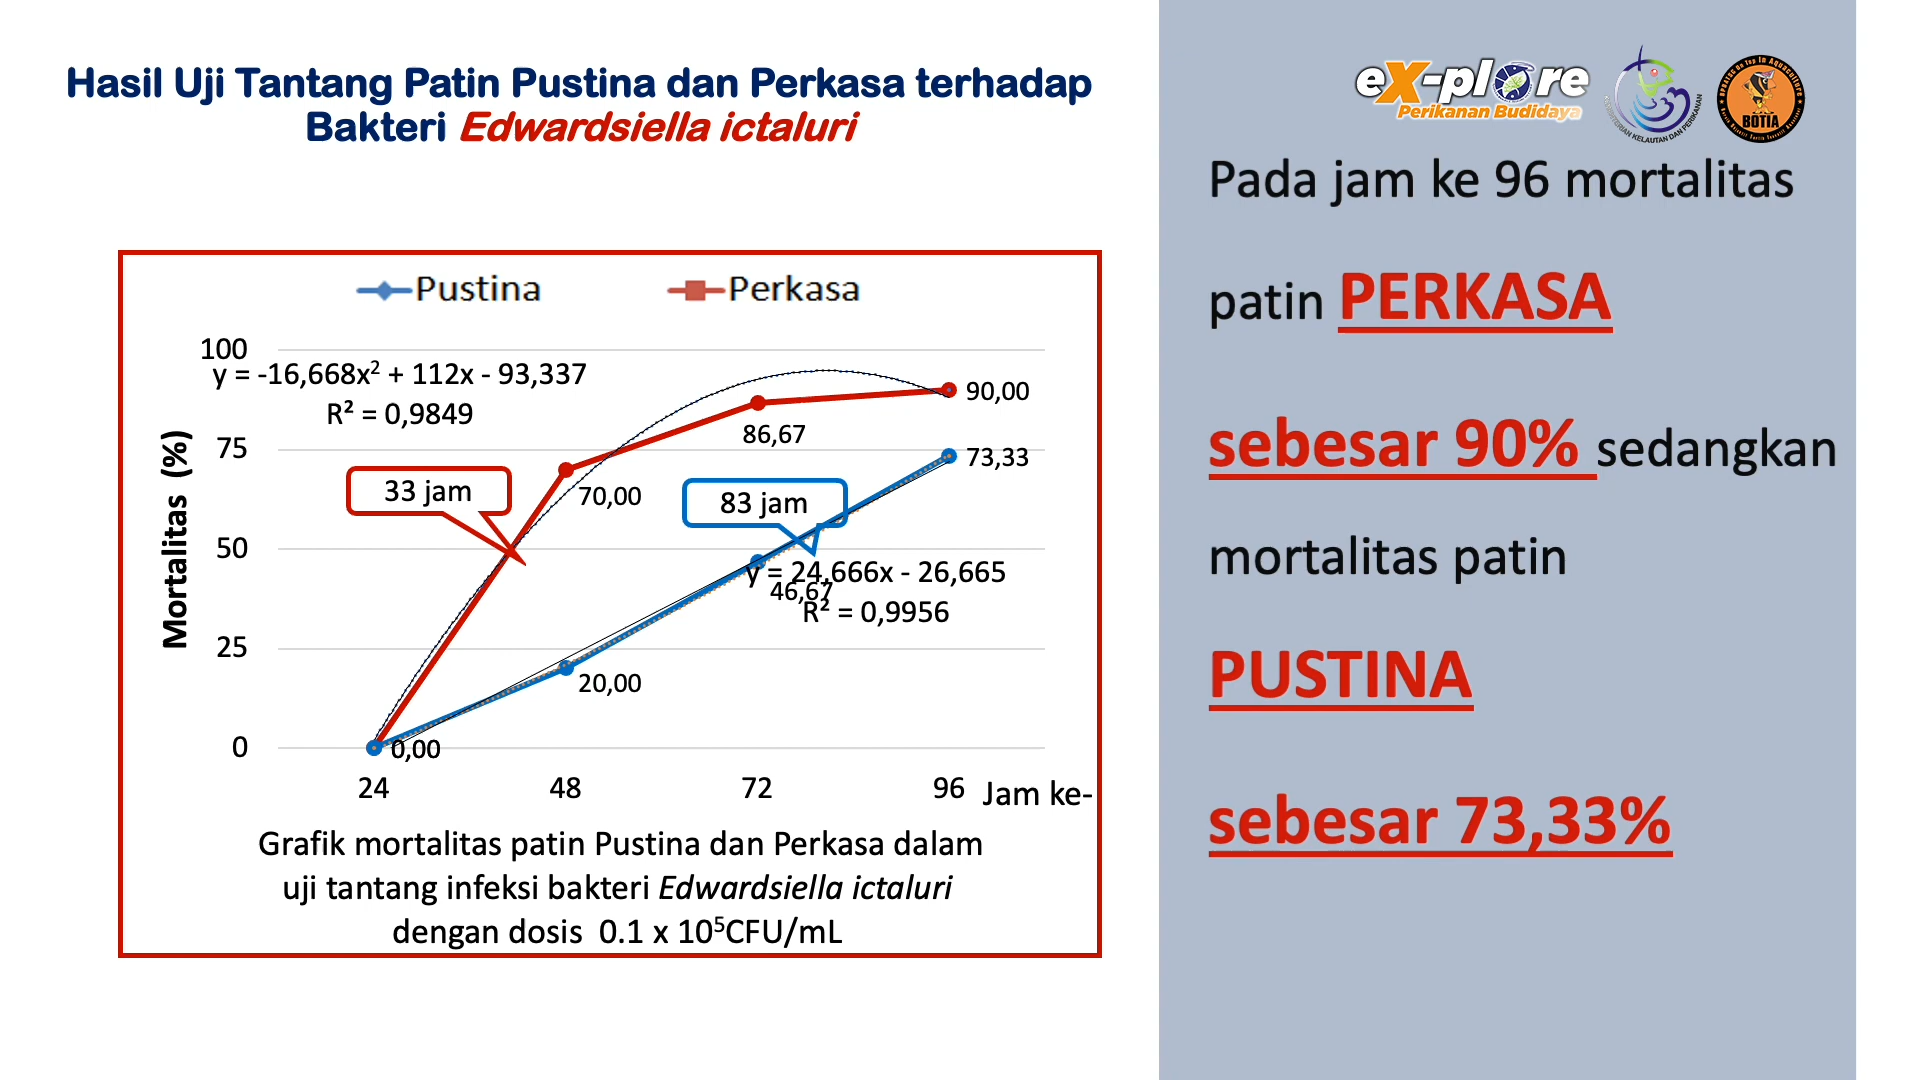 Hasil Uji Tantang Patin Pustina dan Perkasa terhadap
Bakteri Edwardsiella ictaluri
Pustina
Perkasa
100
y = -16,668x² + 112x - 93,337
R² = 0,9849
90,00
86,67
75
73,33
33 jam
70,00
83 jam
50
y = 24,666x - 26,665
46,67
R² = 0,9956
25
20,00
0
0,00
Mortalitas (%)
24
48
72
96
Jam ke-
Grafik mortalitas patin Pustina dan Perkasa dalam
uji tantang infeksi bakteri Edwardsiella ictaluri
dengan dosis 0.1 x 10⁵CFU/mL
eX-plore
Perikanan Budidaya
KEMENTERIAN KELAUTAN DAN PERIKANAN
BOTIA
Pada jam ke 96 mortalitas
patin PERKASA
sebesar 90% sedangkan
mortalitas patin
PUSTINA
sebesar 73,33%